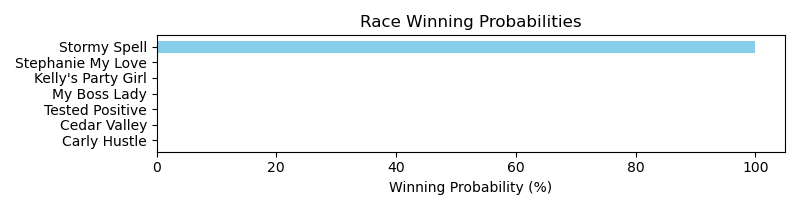 Race Winning Probabilities
Stormy Spell
Stephanie My Love
Kelly's Party Girl
My Boss Lady
Tested Positive
Cedar Valley
Carly Hustle
0 20 40 60 80 100
Winning Probability (%)